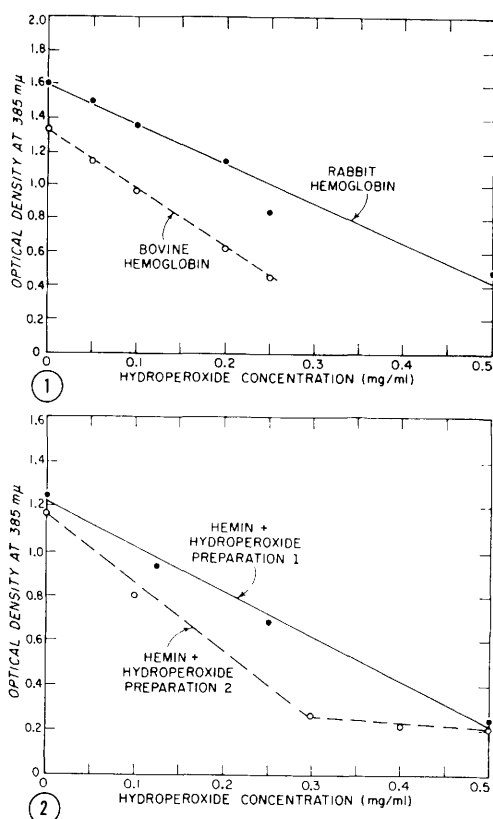 2.0
1.8
1.6
1.4
1.2
1.0
0.8
0.6
0.4
0.2
0
OPTICAL DENSITY AT 385 mμ
RABBIT
HEMOGLOBIN
BOVINE
HEMOGLOBIN
0 0.1 0.2 0.3 0.4 0.5
HYDROPEROXIDE CONCENTRATION (mg/ml)
1
1.6
1.4
1.2
1.0
0.8
0.6
0.4
0.2
0
OPTICAL DENSITY AT 385 mμ
HEMIN +
HYDROPEROXIDE
PREPARATION 1
HEMIN +
HYDROPEROXIDE
PREPARATION 2
0 0.1 0.2 0.3 0.4 0.5
HYDROPEROXIDE CONCENTRATION (mg/ml)
2